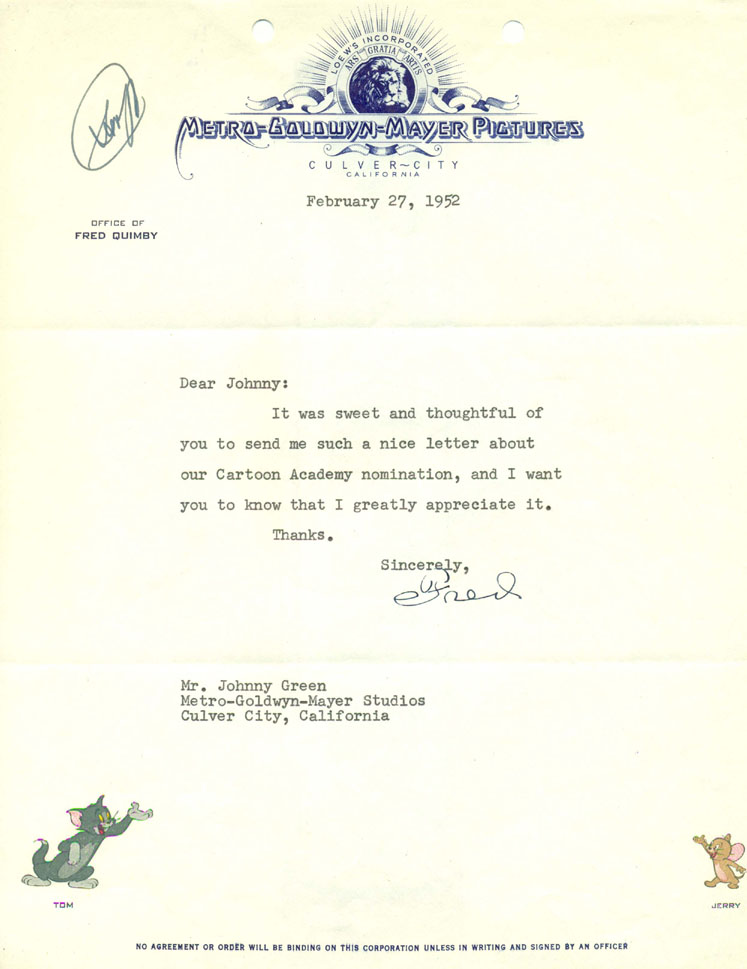 LOEW'S INCORPORATED
ARS GRATIA ARTIS
METRO-GOLDWYN-MAYER PICTURES
CULVER~CITY
CALIFORNIA
February 27, 1952
OFFICE OF
FRED QUIMBY
Dear Johnny:
It was sweet and thoughtful of
you to send me such a nice letter about
our Cartoon Academy nomination, and I want
you to know that I greatly appreciate it.
Thanks.
Sincerely,
Fred
Mr. Johnny Green
Metro-Goldwyn-Mayer Studios
Culver City, California
TOM
JERRY
NO AGREEMENT OR ORDER WILL BE BINDING ON THIS CORPORATION UNLESS IN WRITING AND SIGNED BY AN OFFICER